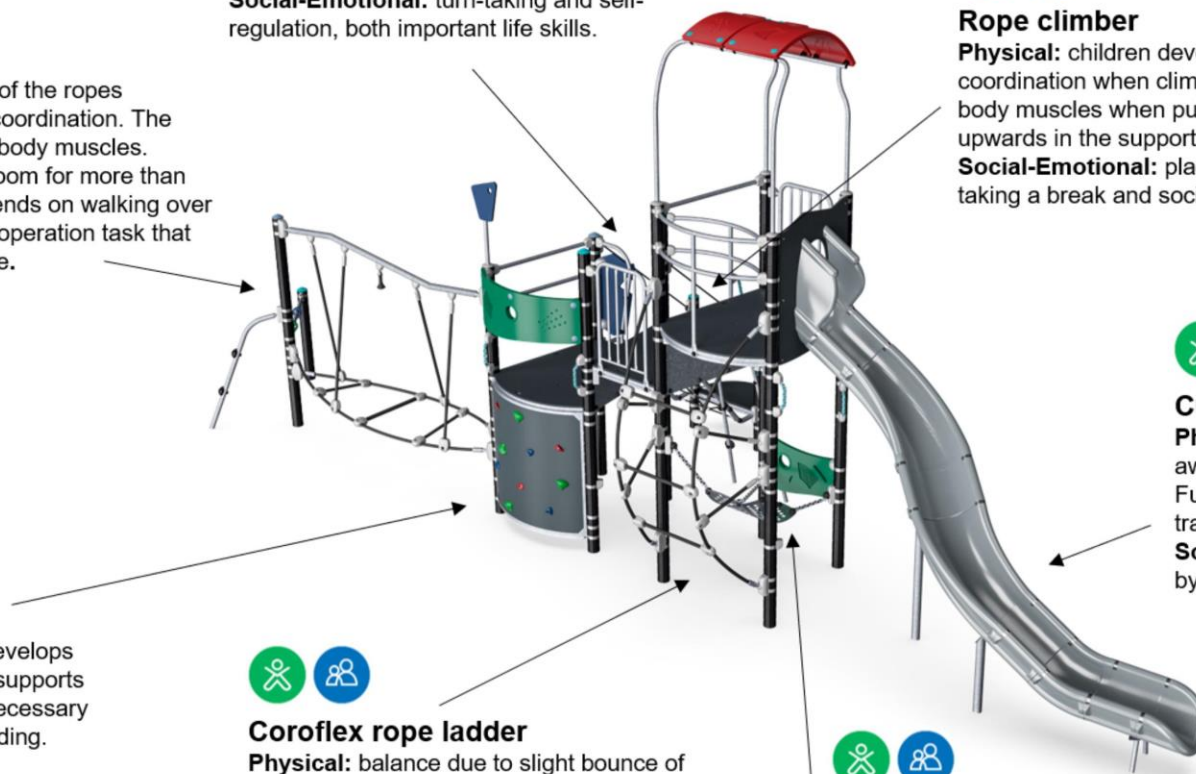 Social-Emotional: turn-taking and self-
regulation, both important life skills.
of the ropes
coordination. The
body muscles.
oom for more than
ends on walking over
operation task that
e.
Rope climber
Physical: children deve
coordination when clim
body muscles when pu
upwards in the support
Social-Emotional: pla
taking a break and soc
C
Ph
aw
Fu
tra
So
by
evelops
supports
ecessary
ding.
Coroflex rope ladder
Physical: balance due to slight bounce of